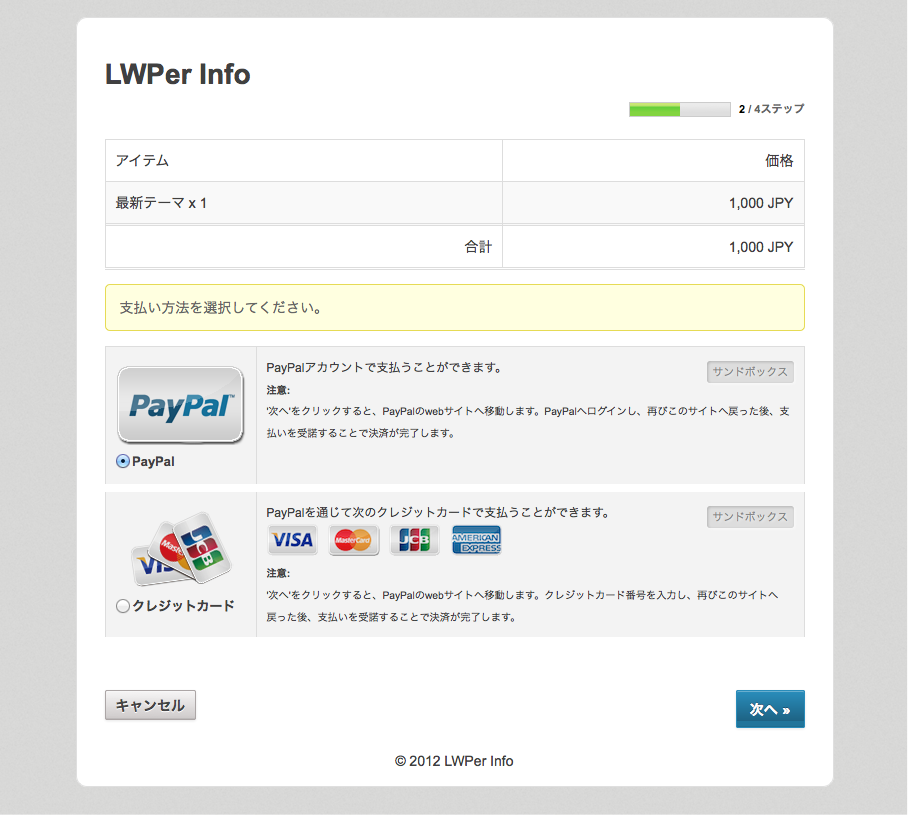 LWPer Info
2 / 4ステップ
アイテム 価格
最新テーマ x 1 1,000 JPY
合計 1,000 JPY
支払い方法を選択してください。
PayPal™
PayPal
PayPalアカウントで支払うことができます。
サンドボックス
注意:
'次へ'をクリックすると、PayPalのwebサイトへ移動します。PayPalへログインし、再びこのサイトへ戻った後、支
払いを受諾することで決済が完了します。
VISA
MasterCard
JCB
クレジットカード
PayPalを通じて次のクレジットカードで支払うことができます。
サンドボックス
VISA MasterCard JCB AMERICAN EXPRESS
注意:
'次へ'をクリックすると、PayPalのwebサイトへ移動します。クレジットカード番号を入力し、再びこのサイトへ
戻った後、支払いを受諾することで決済が完了します。
キャンセル
次へ »
© 2012 LWPer Info